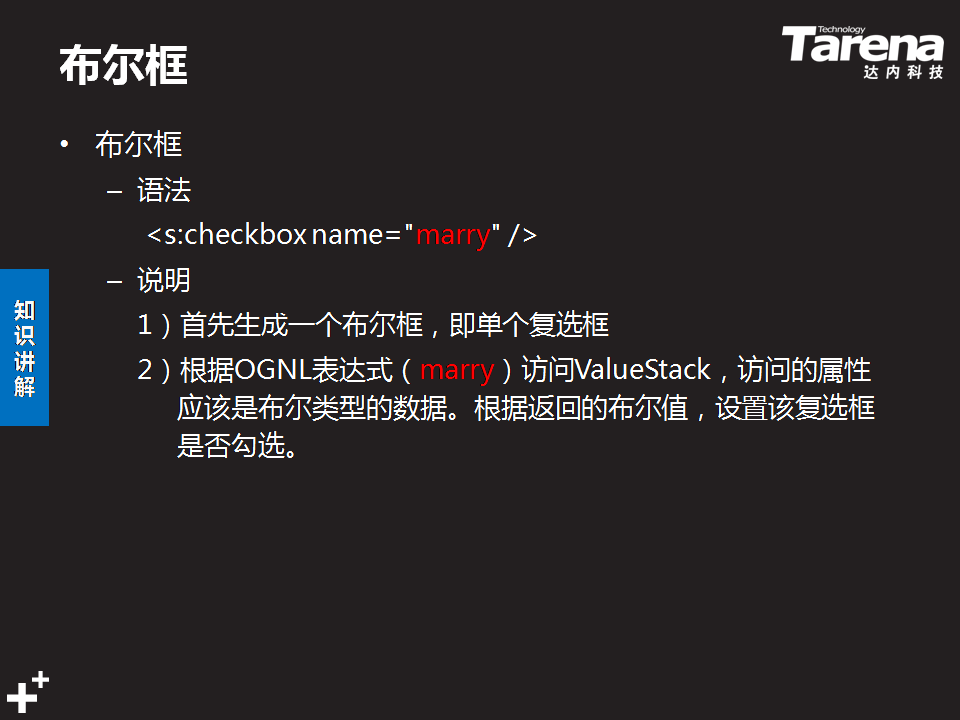 布尔框
Technology
Tarena
达内科技
• 布尔框
– 语法
<s:checkbox name="marry" />
– 说明
1）首先生成一个布尔框，即单个复选框
2）根据OGNL表达式（marry）访问ValueStack，访问的属性
应该是布尔类型的数据。根据返回的布尔值，设置该复选框
是否勾选。
知
识
讲
解